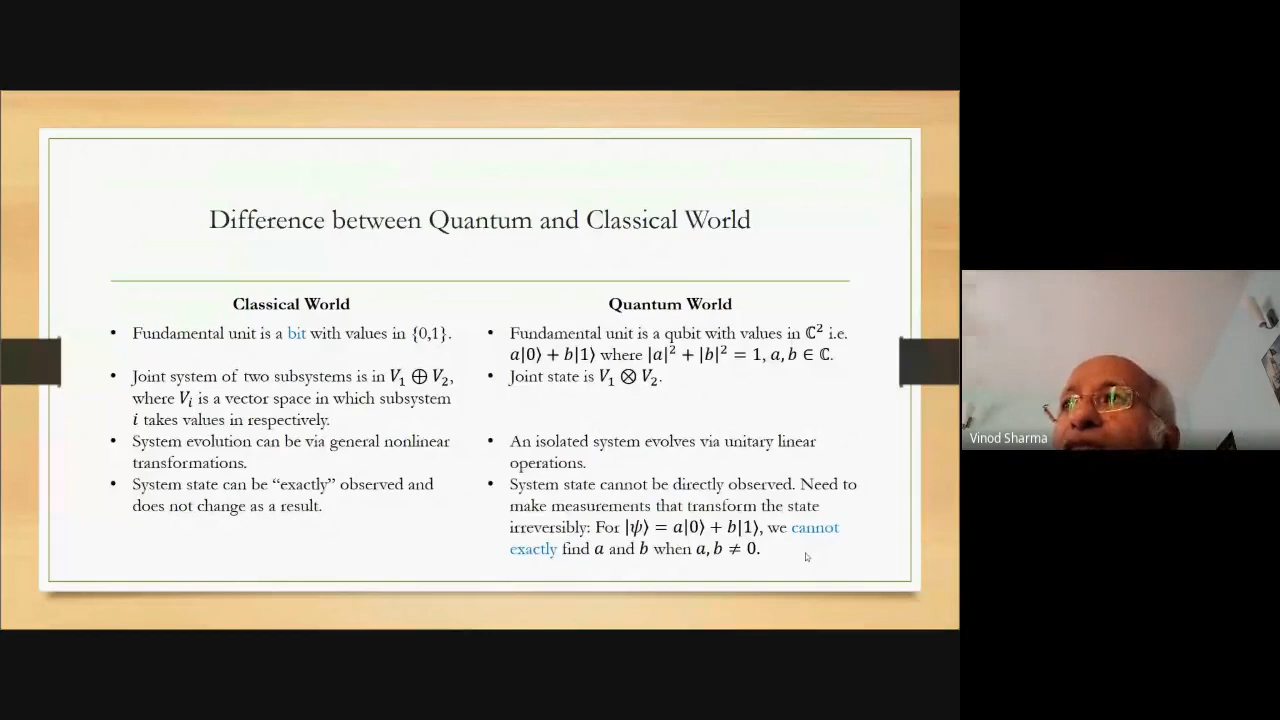 Difference between Quantum and Classical World
Classical World
• Fundamental unit is a bit with values in {0,1}.
• Joint system of two subsystems is in 𝑉₁ ⊕ 𝑉₂,
where 𝑉ᵢ is a vector space in which subsystem
𝑖 takes values in respectively.
• System evolution can be via general nonlinear
transformations.
• System state can be “exactly” observed and
does not change as a result.
Quantum World
• Fundamental unit is a qubit with values in ℂ² i.e.
𝑎|0⟩ + 𝑏|1⟩ where |𝑎|² + |𝑏|² = 1, 𝑎, 𝑏 ∈ ℂ.
• Joint state is 𝑉₁ ⊗ 𝑉₂.
• An isolated system evolves via unitary linear
operations.
• System state cannot be directly observed. Need to
make measurements that transform the state
irreversibly: For |𝜓⟩ = 𝑎|0⟩ + 𝑏|1⟩, we cannot
exactly find 𝑎 and 𝑏 when 𝑎, 𝑏 ≠ 0.
Vinod Sharma